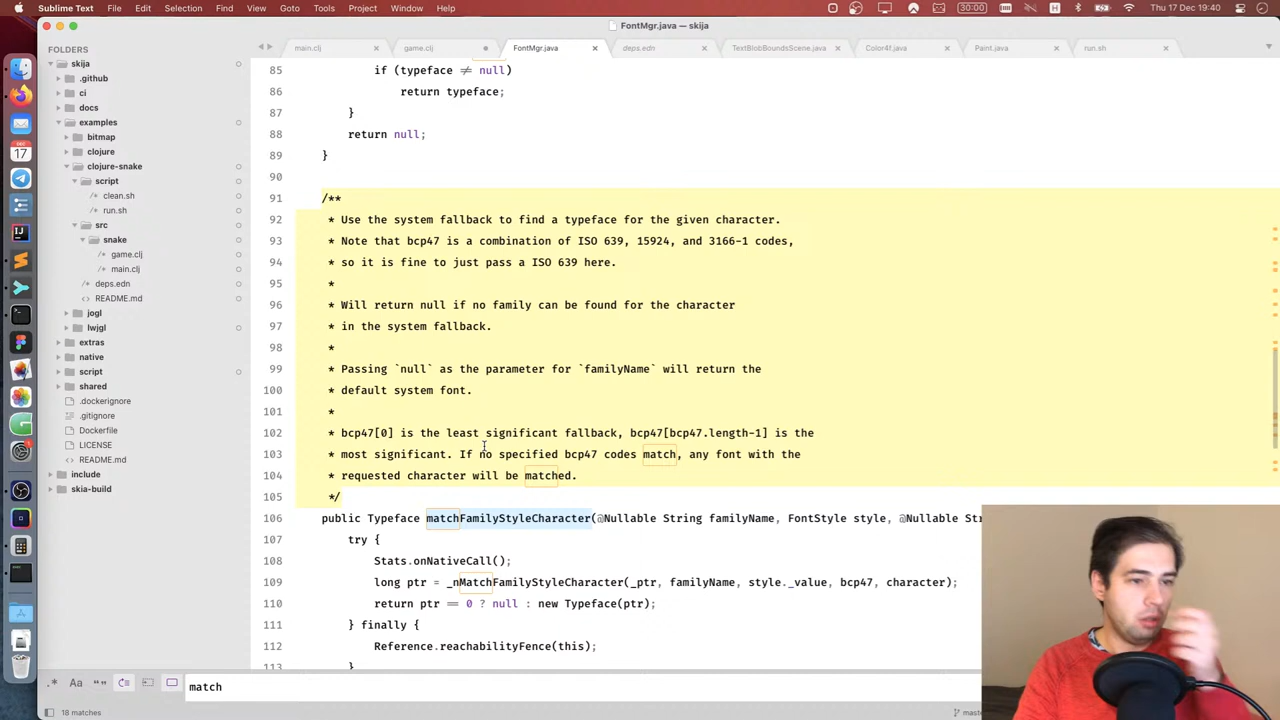 Sublime Text File Edit Selection Find View Goto Tools Project Window Help 30:00 Thu 17 Dec 19:40
FontMgr.java — skija
FOLDERS
main.clj game.clj FontMgr.java deps.edn TextBlobBoundsScene.java Color4f.java Paint.java run.sh
skija
.github
ci
docs
examples
bitmap
clojure
clojure-snake
script
clean.sh
run.sh
src
snake
game.clj
main.clj
deps.edn
README.md
jogl
lwjgl
extras
native
script
shared
.dockerignore
.gitignore
Dockerfile
LICENSE
README.md
include
skia-build
85 if (typeface ≠ null)
86 return typeface;
87 }
88 return null;
89 }
90
91 /**
92 * Use the system fallback to find a typeface for the given character.
93 * Note that bcp47 is a combination of ISO 639, 15924, and 3166-1 codes,
94 * so it is fine to just pass a ISO 639 here.
95 *
96 * Will return null if no family can be found for the character
97 * in the system fallback.
98 *
99 * Passing `null` as the parameter for `familyName` will return the
100 * default system font.
101 *
102 * bcp47[0] is the least significant fallback, bcp47[bcp47.length-1] is the
103 * most significant. If no specified bcp47 codes match, any font with the
104 * requested character will be matched.
105 */
106 public Typeface matchFamilyStyleCharacter(@Nullable String familyName, FontStyle style, @Nullable Str
107 try {
108 Stats.onNativeCall();
109 long ptr = _nMatchFamilyStyleCharacter(_ptr, familyName, style._value, bcp47, character);
110 return ptr == 0 ? null : new Typeface(ptr);
111 } finally {
112 Reference.reachabilityFence(this);
113 }
.* Aa “” match
18 matches